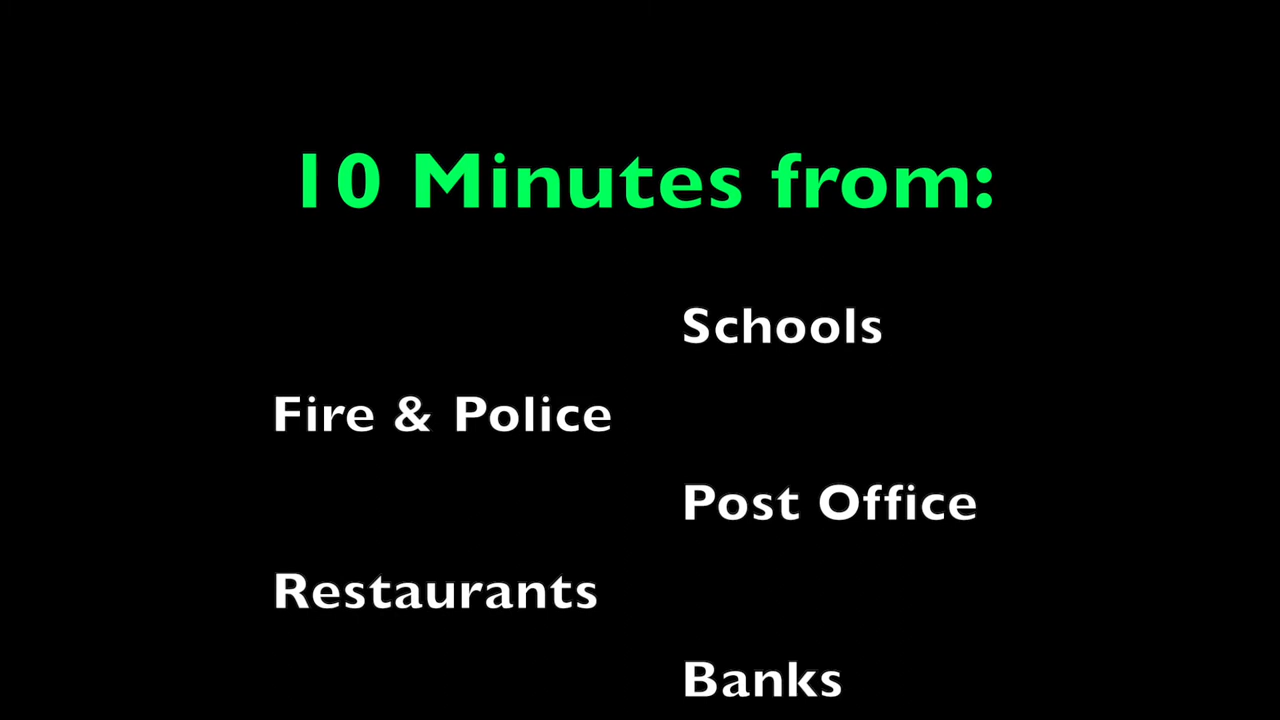 10 Minutes from:
Schools
Fire & Police
Post Office
Restaurants
Banks